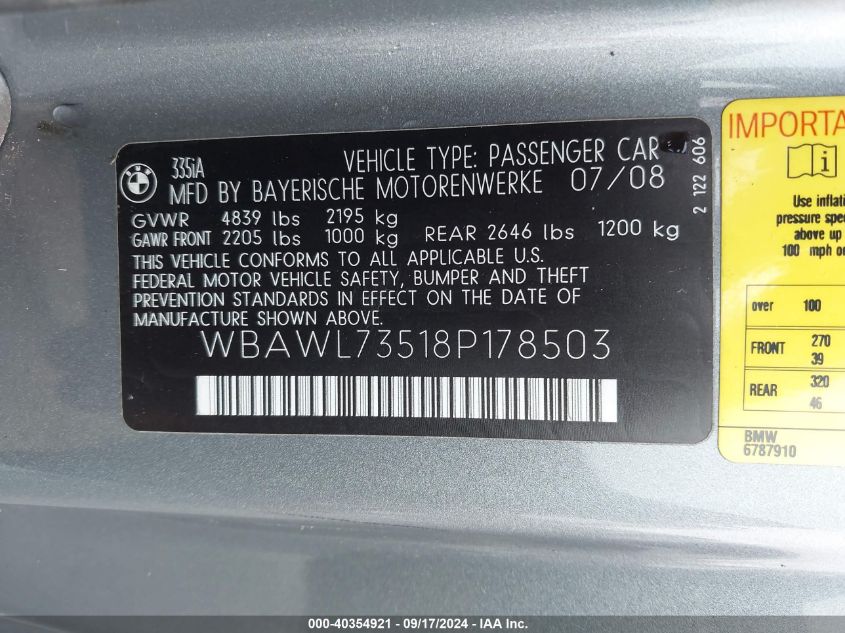 335iA
VEHICLE TYPE: PASSENGER CAR
MFD BY BAYERISCHE MOTORENWERKE 07/08
GVWR 4839 lbs 2195 kg
GAWR FRONT 2205 lbs 1000 kg REAR 2646 lbs 1200 kg
THIS VEHICLE CONFORMS TO ALL APPLICABLE U.S.
FEDERAL MOTOR VEHICLE SAFETY, BUMPER AND THEFT
PREVENTION STANDARDS IN EFFECT ON THE DATE OF
MANUFACTURE SHOWN ABOVE.
WBAWL73518P178503
2 122 606
IMPORTA
Use inflati
pressure spe
above up
100 mph o
over 100
FRONT 270
39
REAR 320
46
BMW
6787910
000-40354921 - 09/17/2024 - IAA Inc.